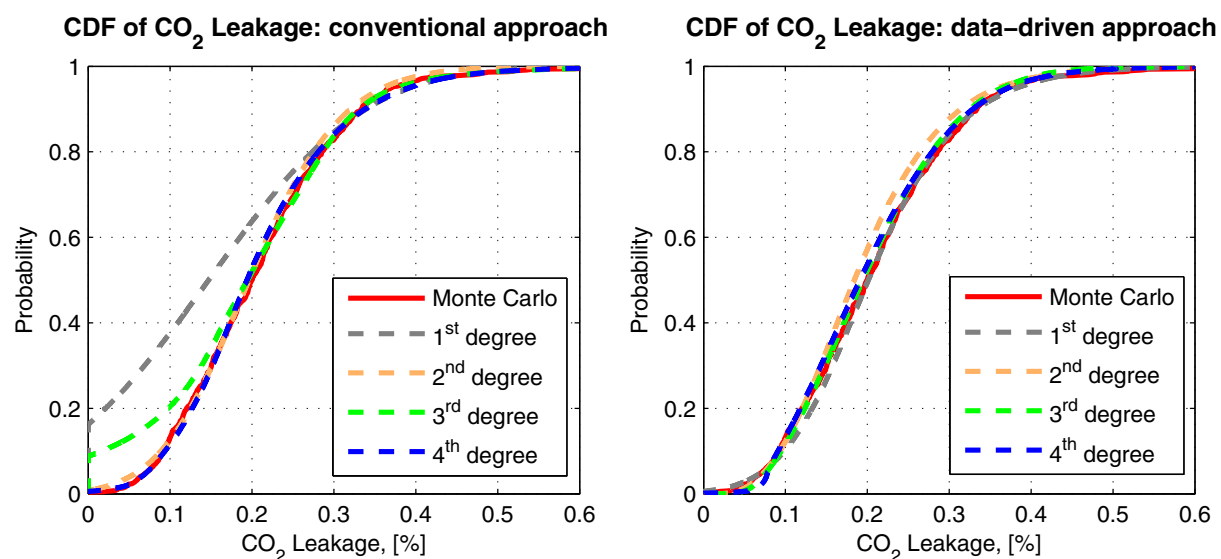 CDF of CO2 Leakage: conventional approach
1
0.8
0.6
0.4
0.2
0
0
0.1
0.2
0.3
0.4
0.5
0.6
Probability
CO2 Leakage, [%]
Monte Carlo
1st degree
2nd degree
3rd degree
4th degree
CDF of CO2 Leakage: data−driven approach
1
0.8
0.6
0.4
0.2
0
0
0.1
0.2
0.3
0.4
0.5
0.6
Probability
CO2 Leakage, [%]
Monte Carlo
1st degree
2nd degree
3rd degree
4th degree